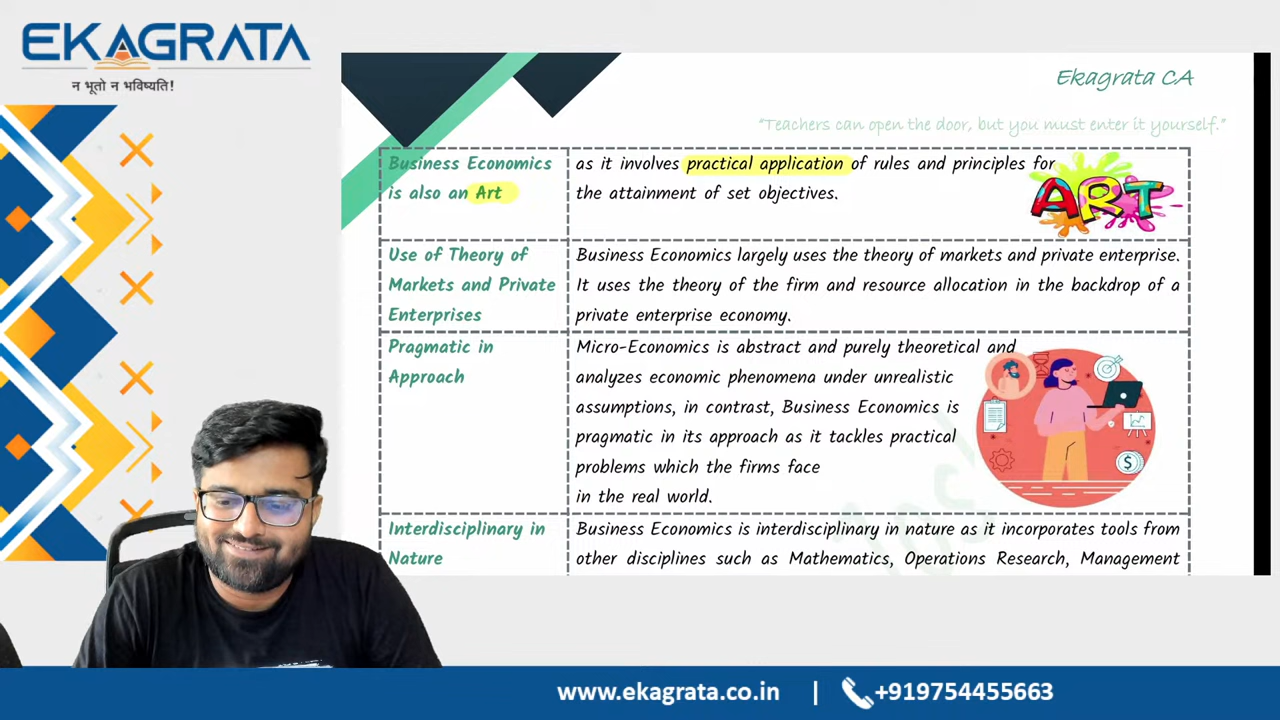 EKAGRATA
न भूतो न भविष्यति!
Ekagrata CA
"Teachers can open the door, but you must enter it yourself."
Business Economics
is also an Art
as it involves practical application of rules and principles for
the attainment of set objectives.
ART
Use of Theory of
Markets and Private
Enterprises
Business Economics largely uses the theory of markets and private enterprise.
It uses the theory of the firm and resource allocation in the backdrop of a
private enterprise economy.
Pragmatic in
Approach
Micro-Economics is abstract and purely theoretical and
analyzes economic phenomena under unrealistic
assumptions, in contrast, Business Economics is
pragmatic in its approach as it tackles practical
problems which the firms face
in the real world.
Interdisciplinary in
Nature
Business Economics is interdisciplinary in nature as it incorporates tools from
other disciplines such as Mathematics, Operations Research, Management
www.ekagrata.co.in | +919754455663